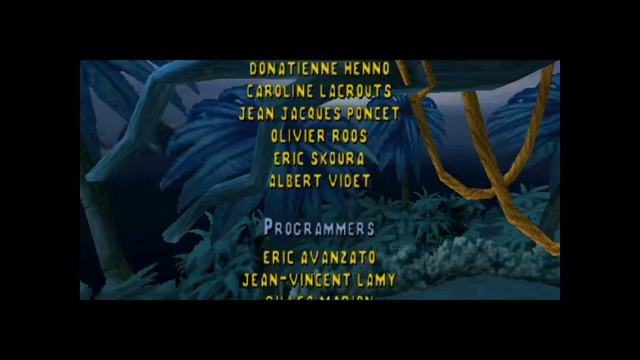 DONATIENNE HENNO
CAROLINE LACROUTS
JEAN JACQUES PONCET
OLIVIER ROOS
ERIC SKOURA
ALBERT VIDET
PROGRAMMERS
ERIC AVANZATO
JEAN-VINCENT LAMY